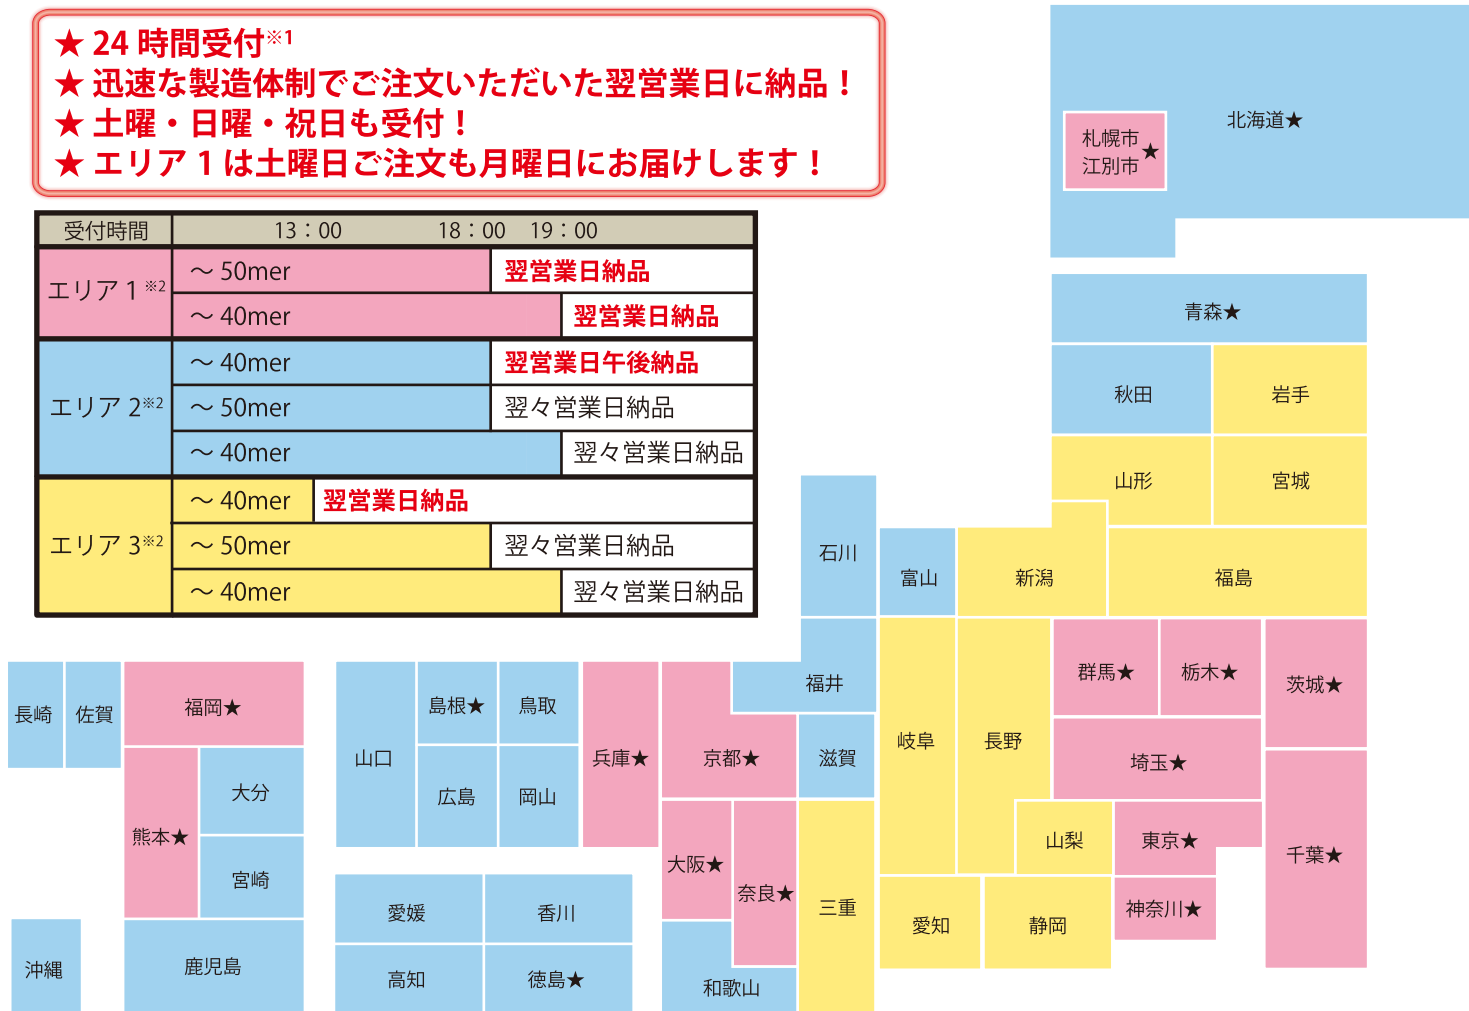 ★ 24 時間受付※1
★ 迅速な製造体制でご注文いただいた翌営業日に納品！
★ 土曜・日曜・祝日も受付！
★ エリア 1 は土曜日ご注文も月曜日にお届けします！
受付時間 13：00 18：00 19：00
エリア 1 ※2
～ 50mer 翌営業日納品
～ 40mer 翌営業日納品
エリア 2※2
～ 40mer 翌営業日午後納品
～ 50mer 翌々営業日納品
～ 40mer 翌々営業日納品
エリア 3※2
～ 40mer 翌営業日納品
～ 50mer 翌々営業日納品
～ 40mer 翌々営業日納品
北海道★
札幌市
江別市
★
青森★
秋田
岩手
山形
宮城
石川
富山
新潟
福島
福井
群馬★
栃木★
茨城★
長崎
佐賀
福岡★
山口
島根★
鳥取
兵庫★
京都★
滋賀
岐阜
長野
埼玉★
大分
広島
岡山
熊本★
山梨
東京★
千葉★
大阪★
宮崎
奈良★
三重
愛媛
香川
愛知
静岡
神奈川★
沖縄
鹿児島
高知
徳島★
和歌山